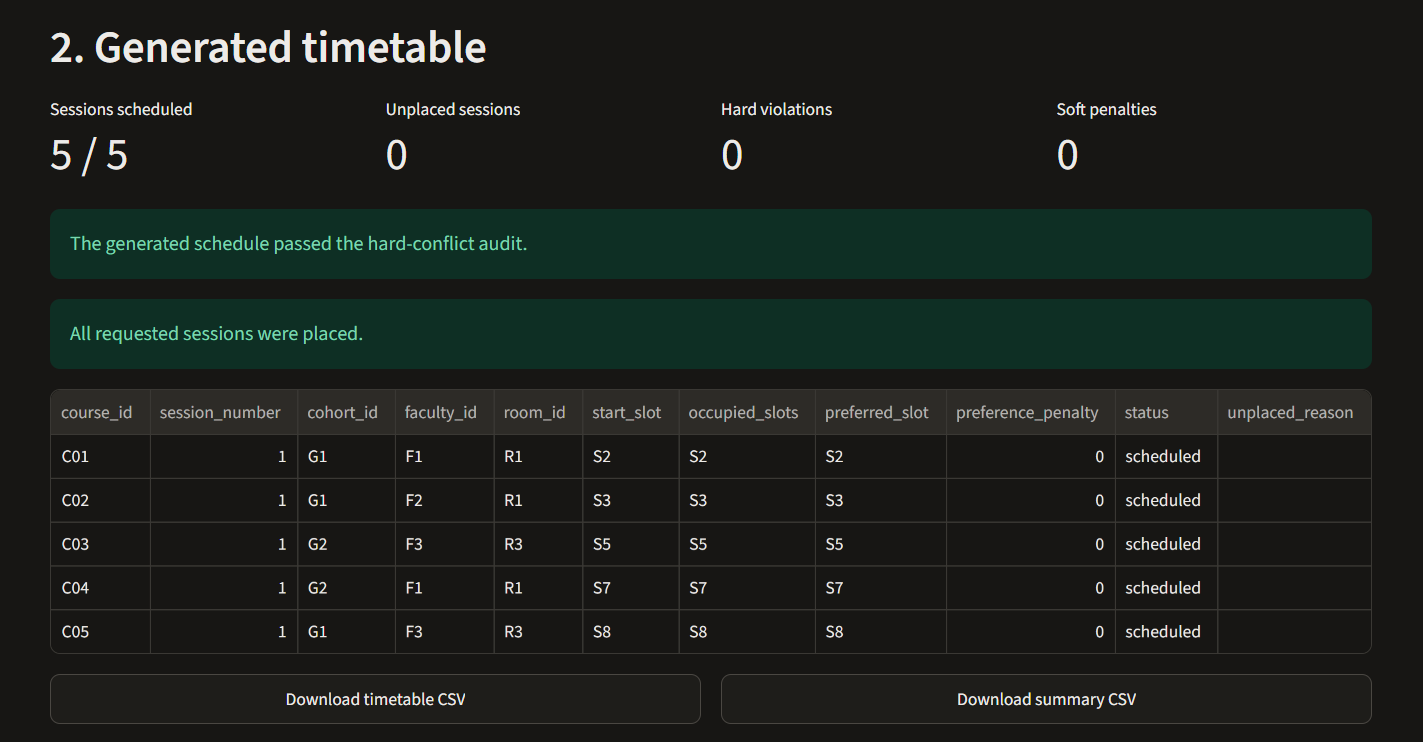 2. Generated timetable
Sessions scheduled Unplaced sessions Hard violations Soft penalties
5 / 5 0 0 0
The generated schedule passed the hard-conflict audit.
All requested sessions were placed.
course_id session_number cohort_id faculty_id room_id start_slot occupied_slots preferred_slot preference_penalty status unplaced_reason
C01 1 G1 F1 R1 S2 S2 S2 0 scheduled
C02 1 G1 F2 R1 S3 S3 S3 0 scheduled
C03 1 G2 F3 R3 S5 S5 S5 0 scheduled
C04 1 G2 F1 R1 S7 S7 S7 0 scheduled
C05 1 G1 F3 R3 S8 S8 S8 0 scheduled
Download timetable CSV Download summary CSV